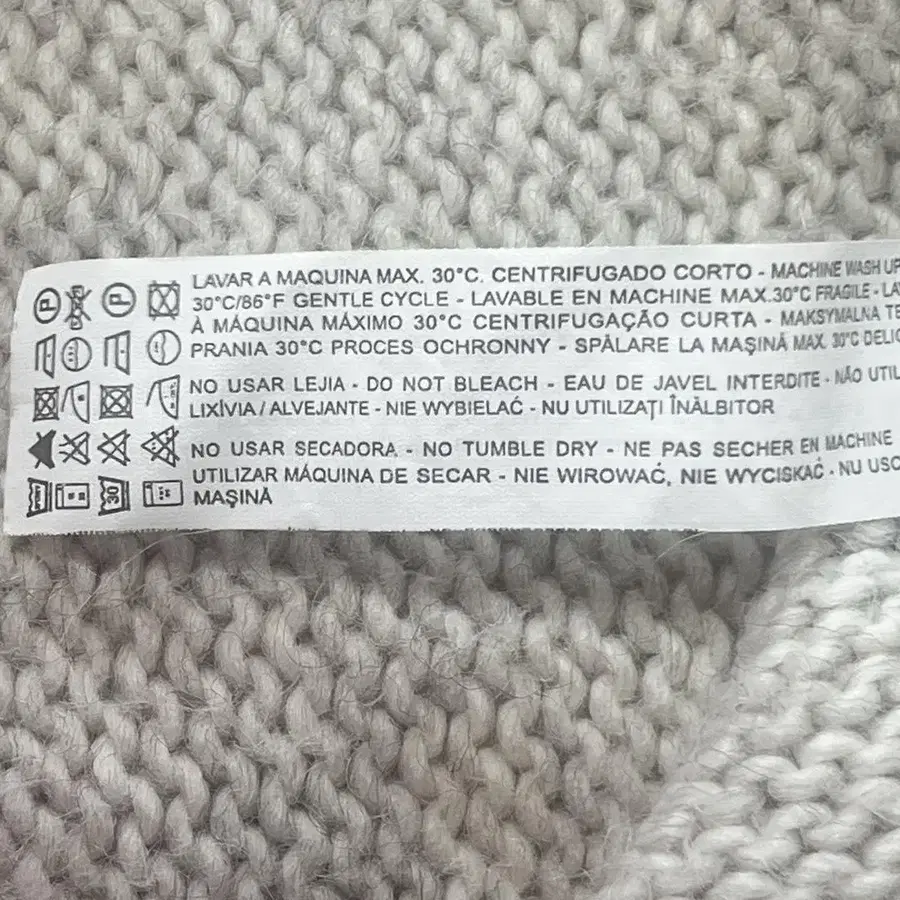 LAVAR A MAQUINA MAX. 30°C. CENTRIFUGADO CORTO - MACHINE WASH UP
30°C/86°F GENTLE CYCLE - LAVABLE EN MACHINE MAX.30°C FRAGILE - LA
À MÁQUINA MÁXIMO 30°C CENTRIFUGAÇÃO CURTA - MAKSYMALNA TE
PRANIA 30°C PROCES OCHRONNY - SPĂLARE LA MAŞINĂ MAX. 30°C DELIC
NO USAR LEJIA - DO NOT BLEACH - EAU DE JAVEL INTERDITE - NÃO UTIL
LIXÍVIA / ALVEJANTE - NIE WYBIELAĆ - NU UTILIZAŢI ÎNĂLBITOR
NO USAR SECADORA - NO TUMBLE DRY - NE PAS SECHER EN MACHINE
UTILIZAR MÁQUINA DE SECAR - NIE WIROWAĆ, NIE WYCISKAĆ - NU USC
MAŞINĂ